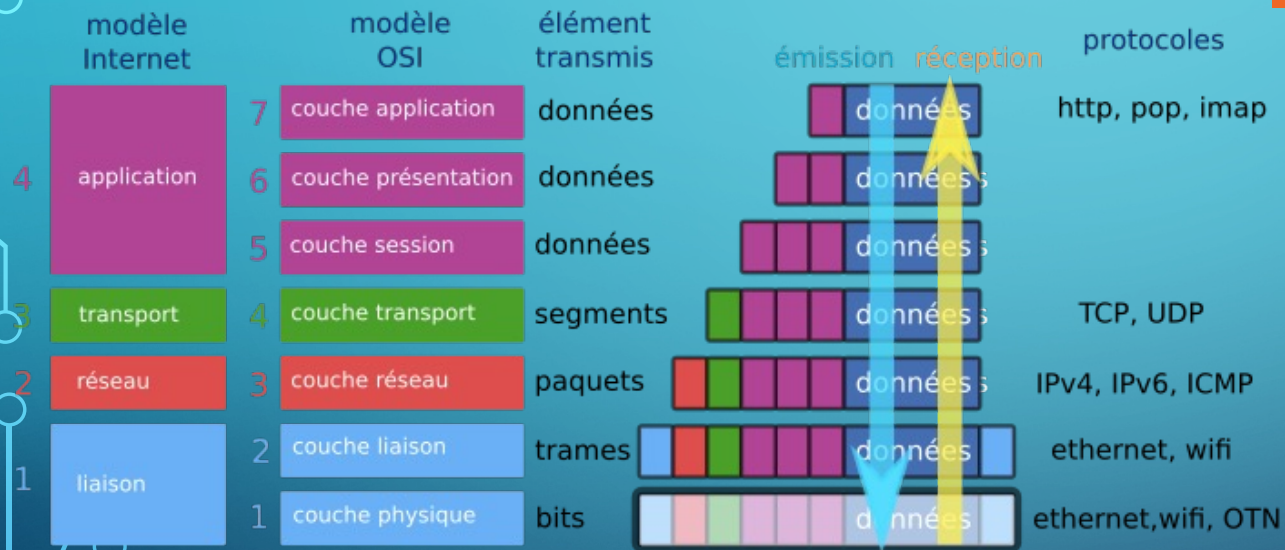 modèle
Internet
modèle
OSI
élément
transmis
émission
réception
protocoles
4
application
7
couche application
données
données
http, pop, imap
6
couche présentation
données
données
s
5
couche session
données
données
s
3
transport
4
couche transport
segments
données
s
TCP, UDP
2
réseau
3
couche réseau
paquets
données
s
IPv4, IPv6, ICMP
1
liaison
2
couche liaison
trames
données
ethernet, wifi
1
couche physique
bits
données
ethernet,wifi, OTN